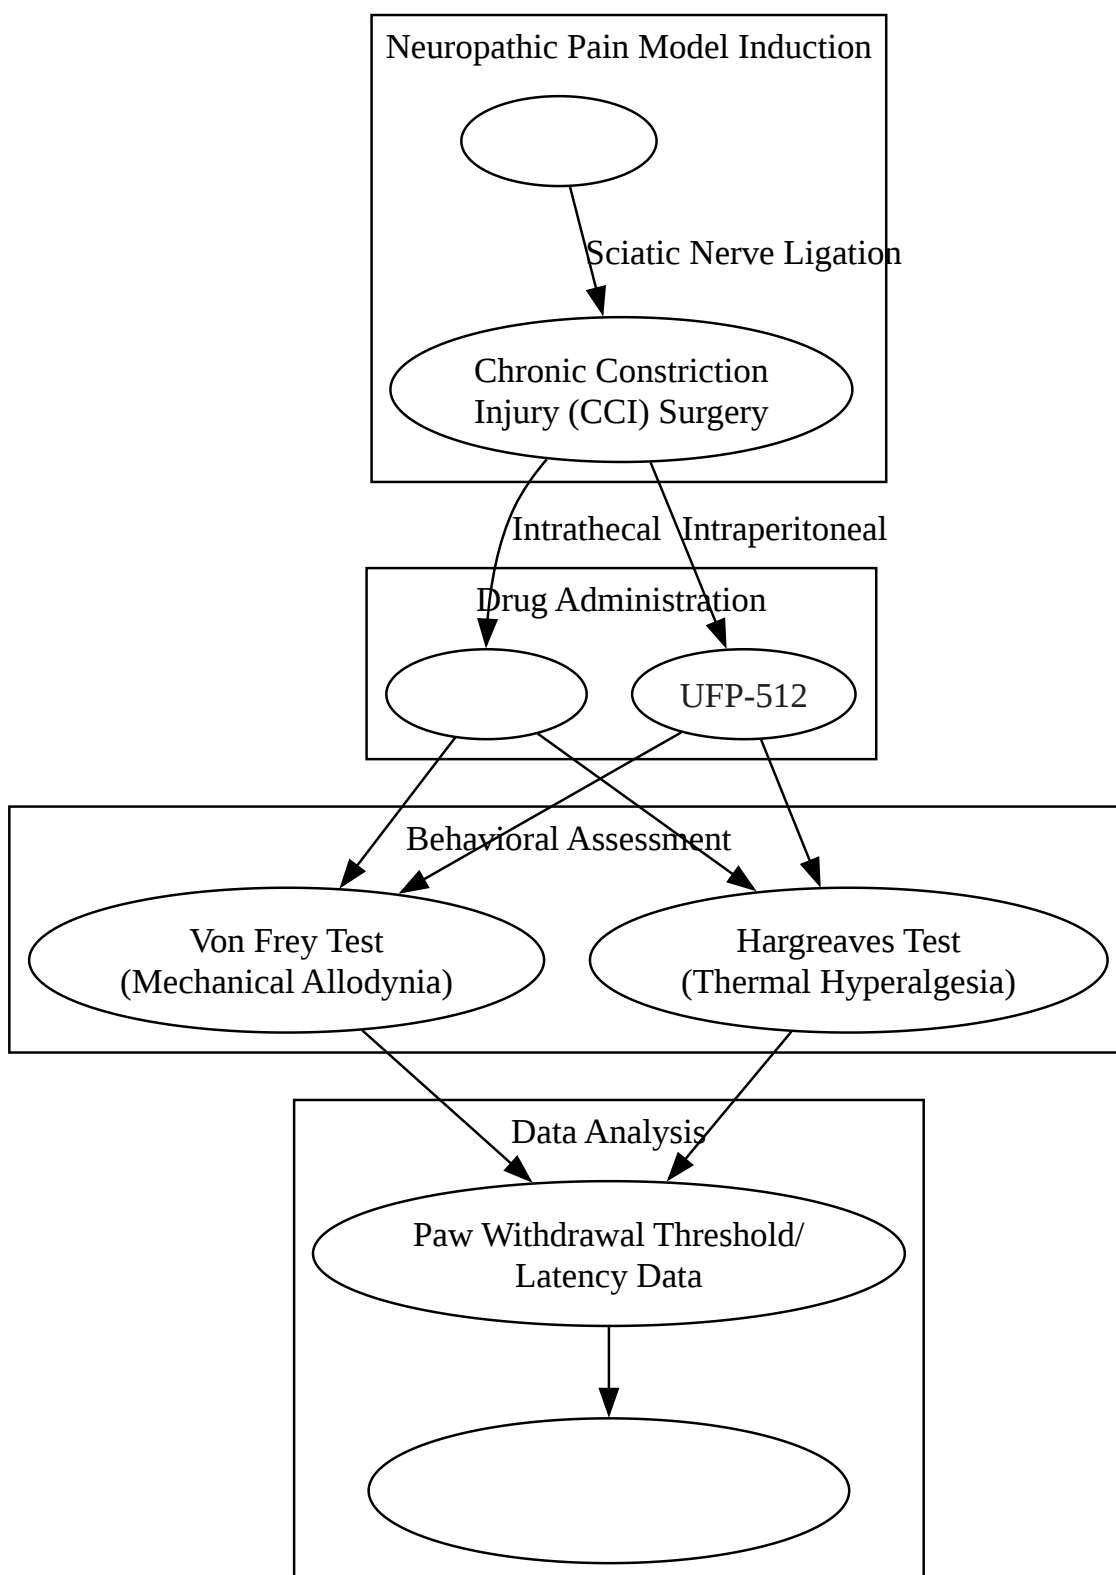 Neuropathic Pain Model Induction
Sciatic Nerve Ligation
Chronic Constriction
Injury (CCI) Surgery
Intrathecal
Intraperitoneal
Drug Administration
UFP-512
Behavioral Assessment
Von Frey Test
(Mechanical Allodynia)
Hargreaves Test
(Thermal Hyperalgesia)
Data Analysis
Paw Withdrawal Threshold/
Latency Data